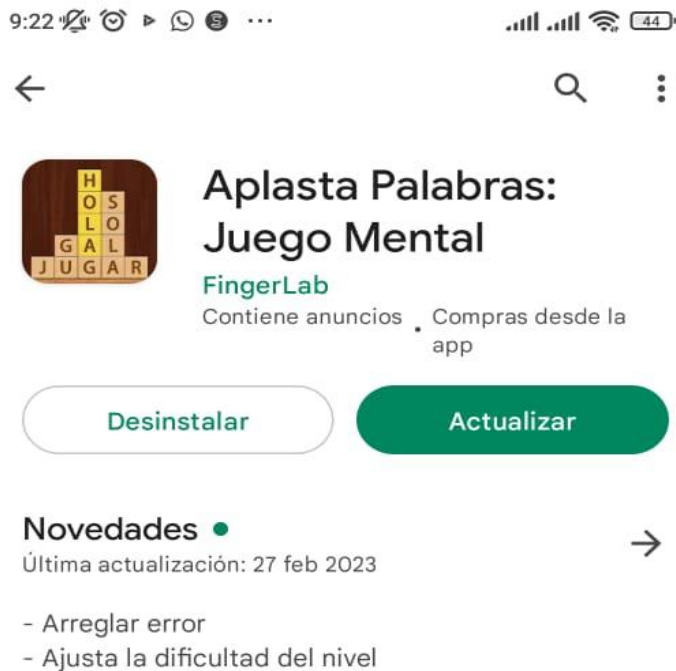 9:22 ... 44
H
O S
L O
G A L
J U G A R
Aplasta Palabras:
Juego Mental
FingerLab
Contiene anuncios . Compras desde la
app
Desinstalar Actualizar
Novedades •
Última actualización: 27 feb 2023
- Arreglar error
- Ajusta la dificultad del nivel